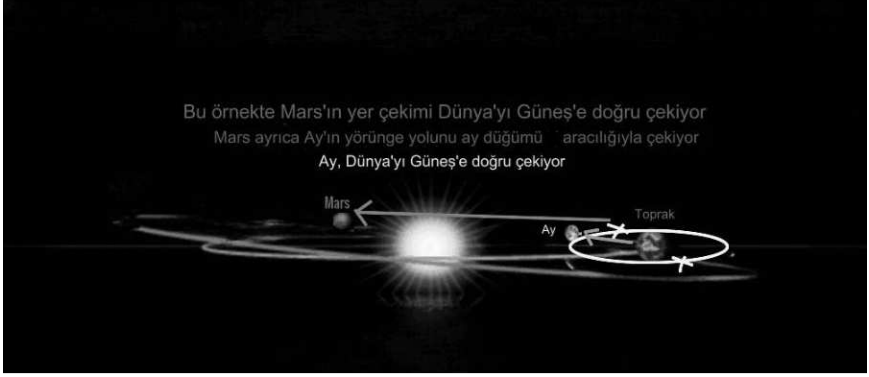 Bu örnekte Mars'ın yer çekimi Dünya'yı Güneş'e doğru çekiyor
Mars ayrıca Ay'ın yörünge yolunu ay düğümü aracılığıyla çekiyor
Ay, Dünya'yı Güneş'e doğru çekiyor
Mars
Toprak
Ay